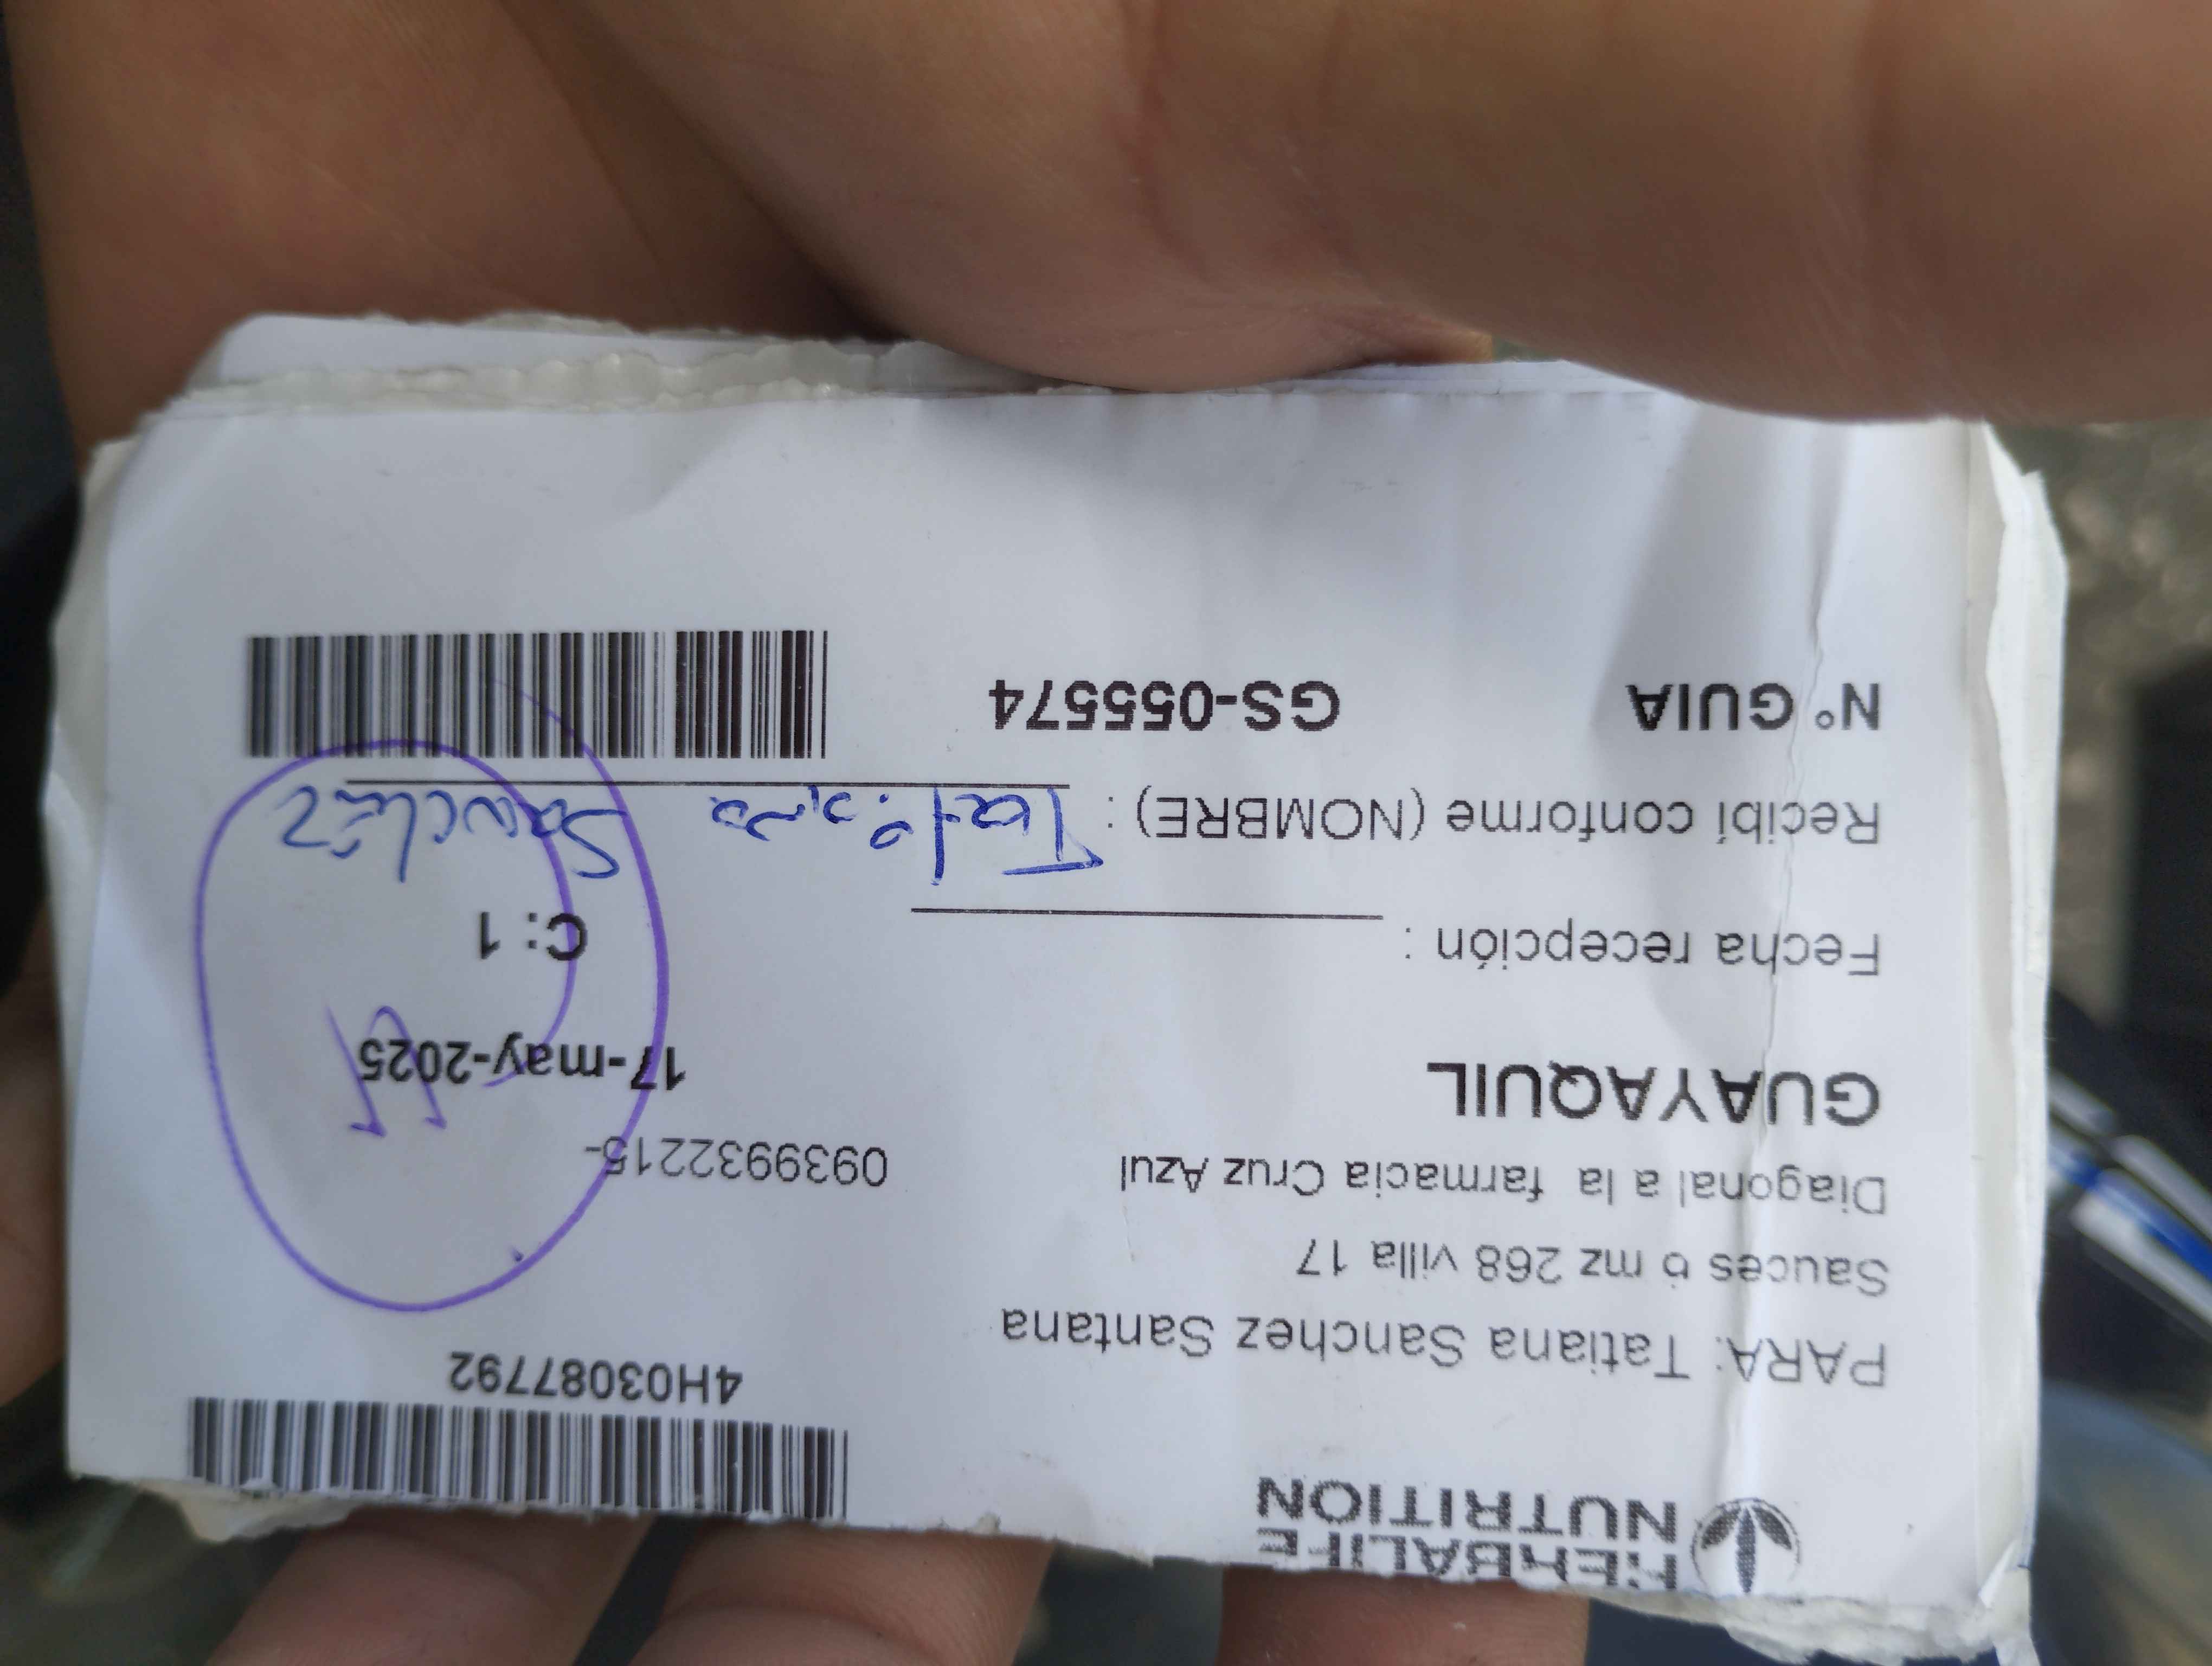 HERBALIFE
NUTRITION
4H03087792
PARA: Tatiana Sanchez Santana
Sauces 6 mz 268 villa 17
Diagonal a la farmacia Cruz Azul
0939932215-
GUAYAQUIL
17-may-2025
Fecha recepción :
C: 1
Recibí conforme (NOMBRE) : Tatiana Sanchez
N° GUIA GS-055574